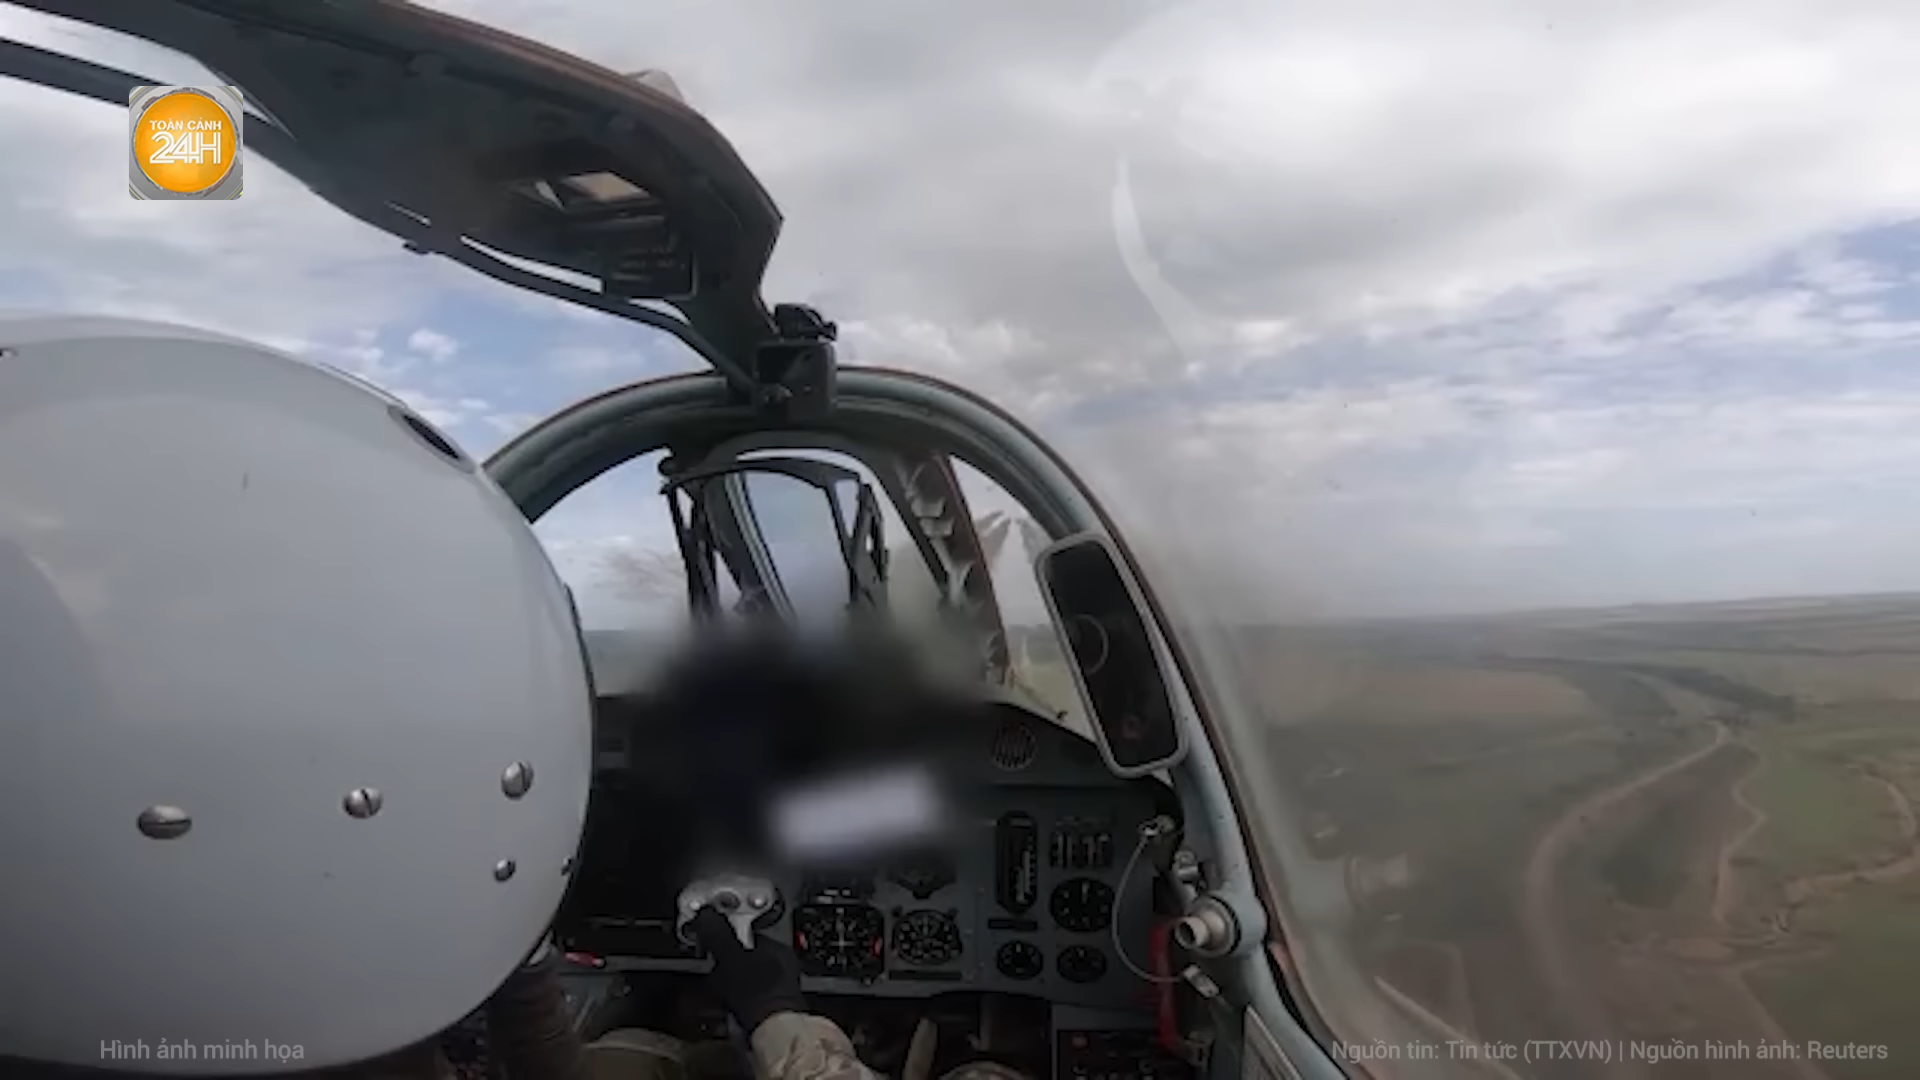 TOÀN CẢNH
24H
Hình ảnh minh họa
Nguồn tin: Tin tức (TTXVN) | Nguồn hình ảnh: Reuters